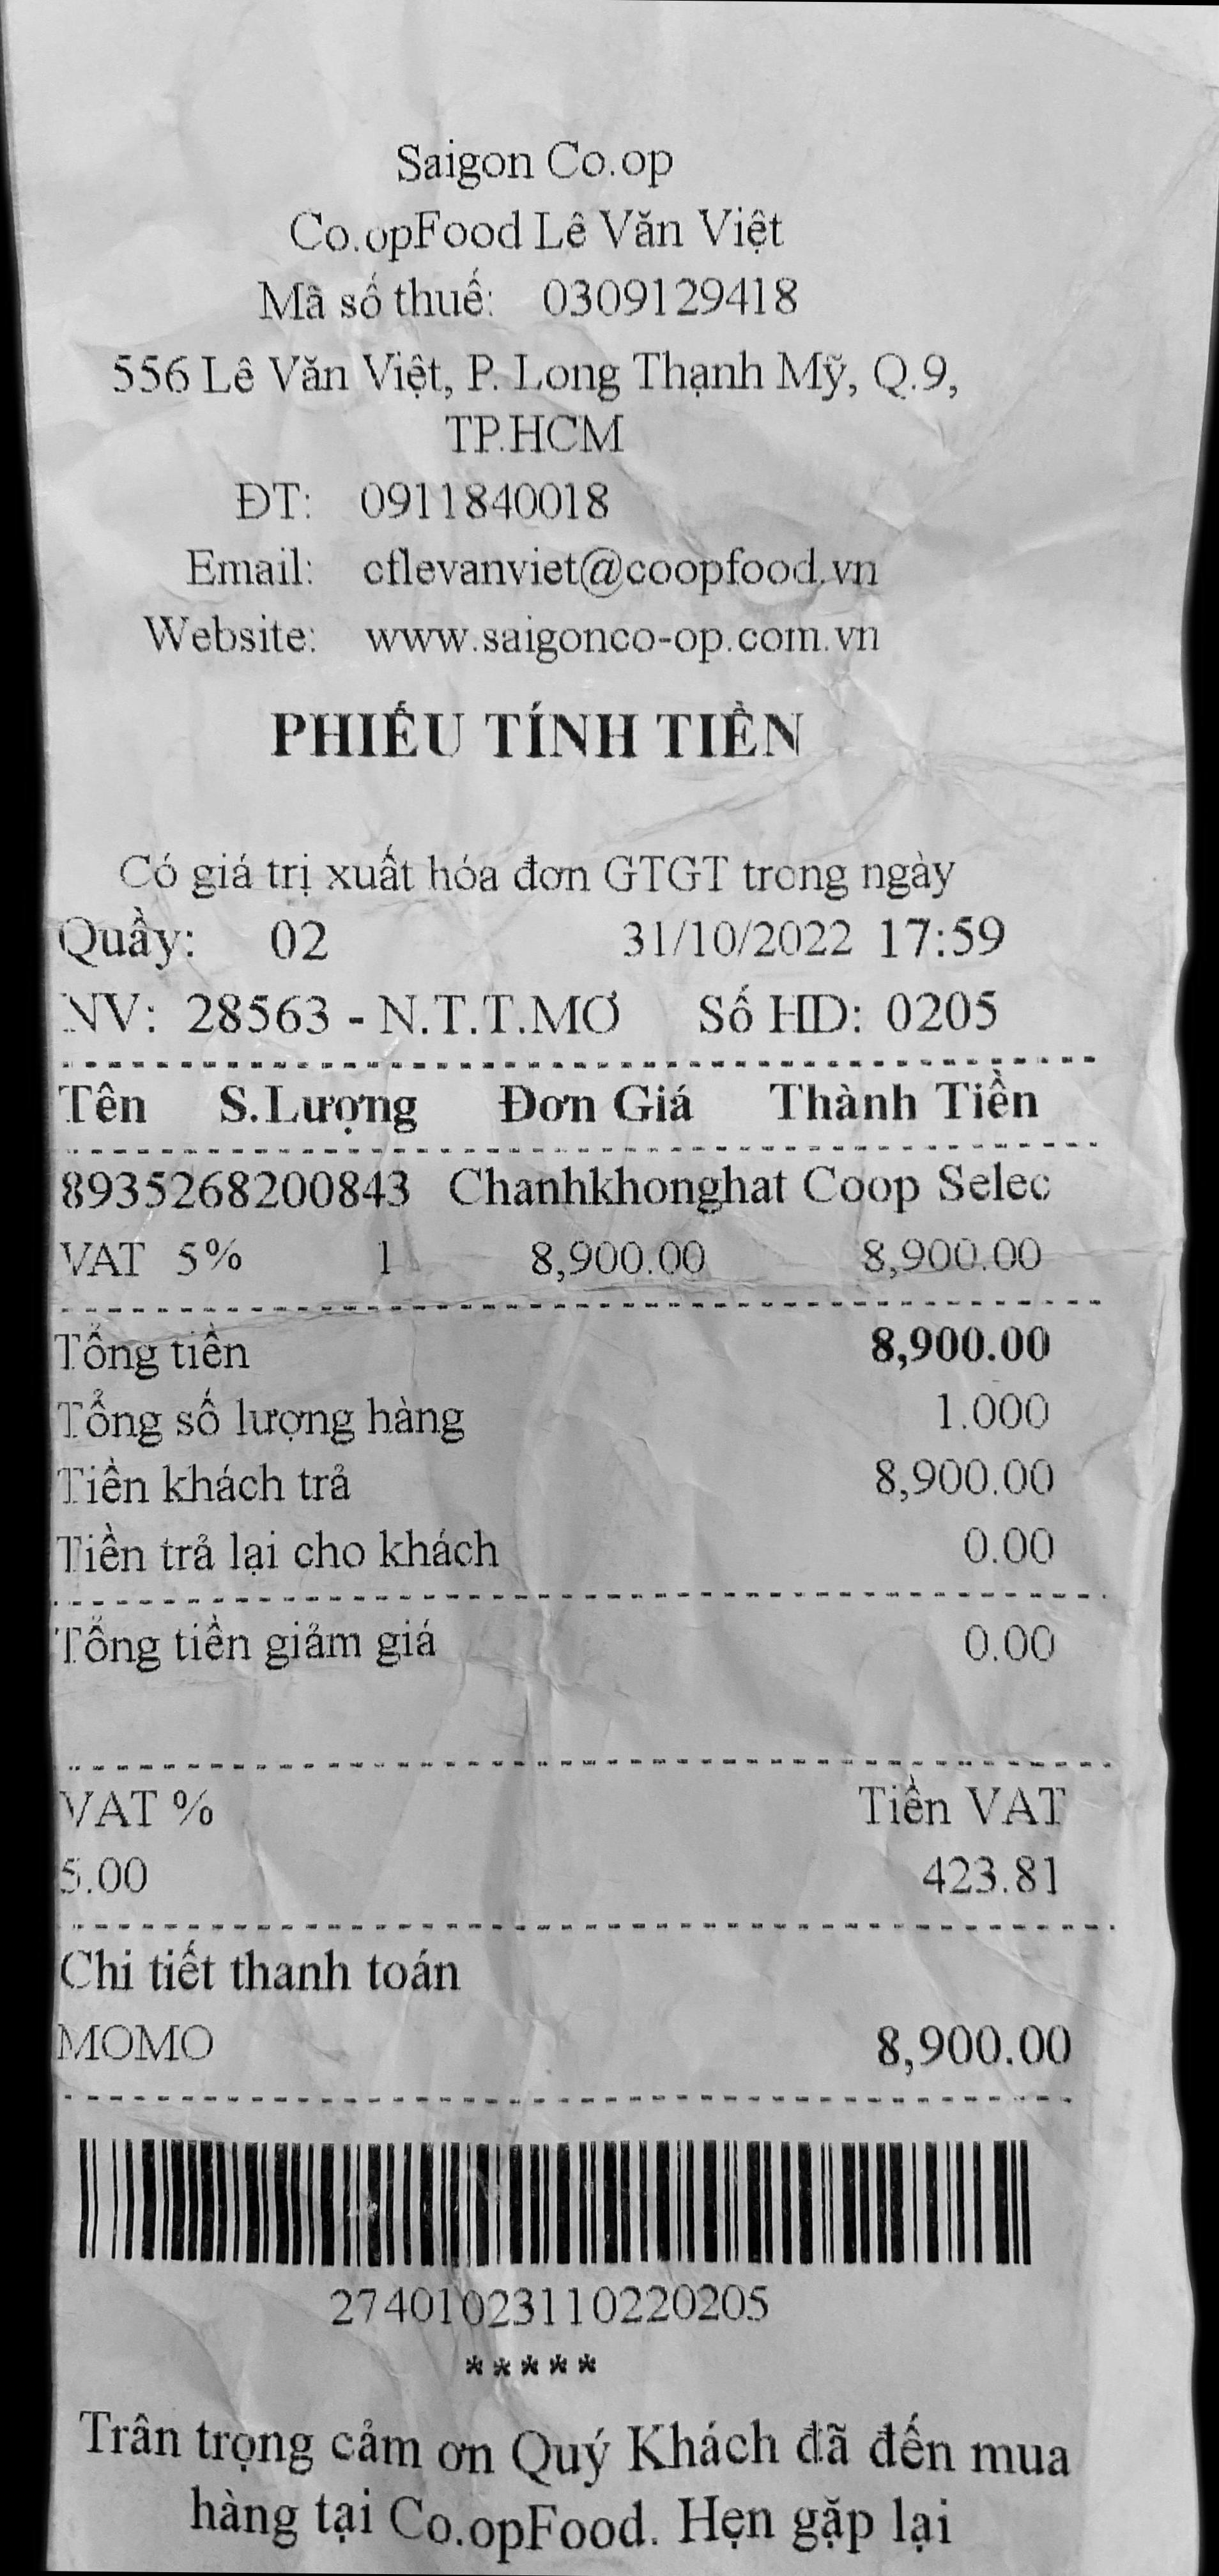 Saigon Co.op
Co.opFood Lê Văn Việt
Mã số thuế: 0309129418
556 Lê Văn Việt, P. Long Thạnh Mỹ, Q.9,
TP.HCM
ĐT: 0911840018
Email: cflevanviet@coopfood.vn
Website: www.saigonco-op.com.vn
PHIẾU TÍNH TIỀN
Có giá trị xuất hóa đơn GTGT trong ngày
Quầy: 02 31/10/2022 17:59
NV: 28563 - N.T.T.MƠ Số HD: 0205
Tên S.Lượng Đơn Giá Thành Tiền
8935268200843 Chanhkhonghat Coop Selec
VAT 5% 1 8,900.00 8,900.00
Tổng tiền 8,900.00
Tổng số lượng hàng 1.000
Tiền khách trả 8,900.00
Tiền trả lại cho khách 0.00
Tổng tiền giảm giá 0.00
VAT % Tiền VAT
5.00 423.81
Chi tiết thanh toán
MOMO 8,900.00
27401023110220205
*****
Trân trọng cảm ơn Quý Khách đã đến mua
hàng tại Co.opFood. Hẹn gặp lại